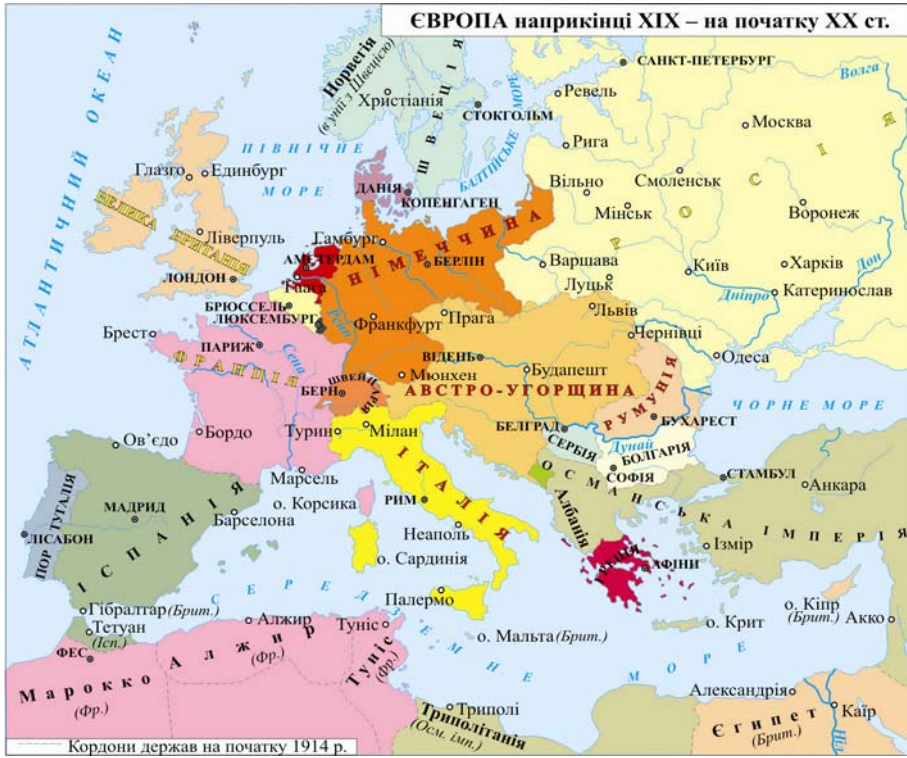 ЄВРОПА наприкінці ХІХ – на початку ХХ ст.
АТЛАНТИЧНИЙ ОКЕАН
Норвегія
(в унії з Швецією)
Християнія
ШВЕЦІЯ
СТОКГОЛЬМ
БАЛТІЙСЬКЕ МОРЕ
САНКТ-ПЕТЕРБУРГ
Ревель
Волга
Москва
Рига
РОСІЯ
ПІВНІЧНЕ
МОРЕ
Глазго
Единбург
ВЕЛИКА БРИТАНІЯ
Ліверпуль
ЛОНДОН
ДАНІЯ
КОПЕНГАГЕН
Вільно
Смоленськ
Мінськ
Воронеж
Гамбург
АМСТЕРДАМ
Гаага
НІМЕЧЧИНА
БЕРЛІН
Варшава
Луцьк
Київ
Харків
Дон
Дніпро
Катеринослав
БРЮССЕЛЬ
ЛЮКСЕМБУРГ
Рейн
Франкфурт
Прага
Львів
Чернівці
Брест
ПАРИЖ
Сена
ФРАНЦІЯ
ВІДЕНЬ
Будапешт
Одеса
Мюнхен
АВСТРО-УГОРЩИНА
РУМУНІЯ
БЕРН
ШВЕЙЦАРІЯ
БУХАРЕСТ
ЧОРНЕ МОРЕ
Бордо
Турин
Мілан
БЕЛГРАД
СЕРБІЯ
Дунай
БОЛГАРІЯ
СОФІЯ
Ов’єдо
Марсель
о. Корсика
ІТАЛІЯ
РИМ
Албанія
ОСМАНСЬКА ІМПЕРІЯ
СТАМБУЛ
Анкара
ПОРТУГАЛІЯ
ЛІСАБОН
ІСПАНІЯ
МАДРИД
Барселона
Неаполь
о. Сардинія
ГРЕЦІЯ
АФІНИ
Ізмір
Гібралтар (Брит.)
СЕРЕДЗЕМНЕ МОРЕ
Палермо
о. Кіпр
(Брит.)
Акко
Тетуан
(Ісп.)
Алжир
Туніс
о. Мальта (Брит.)
о. Крит
ФЕС
Марокко
(Фр.)
Алжир
(Фр.)
Туніс
(Фр.)
Триполі
Триполітанія
(Осм. імп.)
Александрія
Каїр
Єгипет
(Брит.)
Ніл
Кордони держав на початку 1914 р.